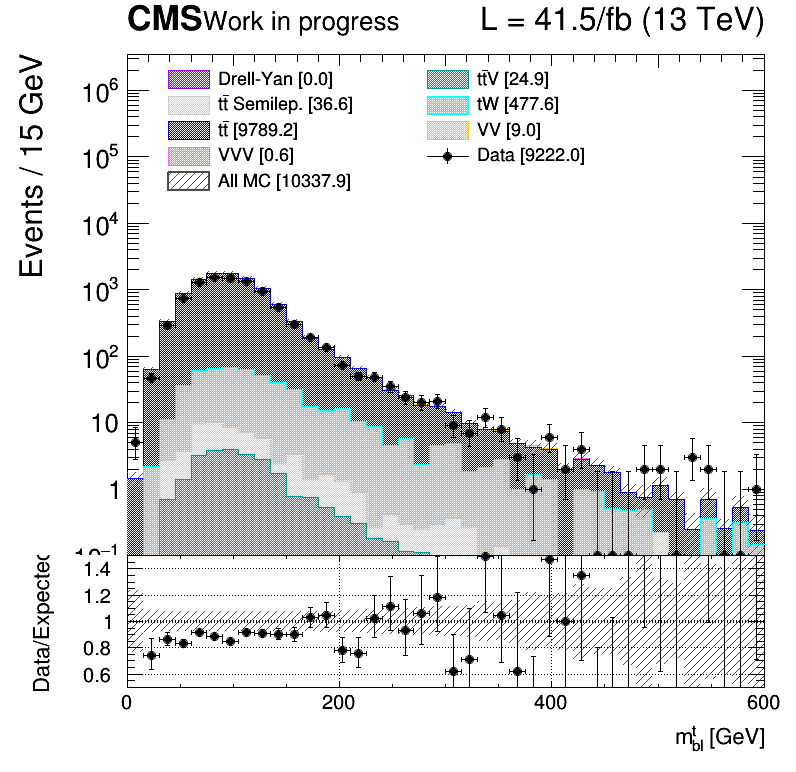 CMS Work in progress L = 41.5/fb (13 TeV)
Events / 15 GeV
10⁶
10⁵
10⁴
10³
10²
10
1
10⁻¹
Drell-Yan [0.0]
tt̄ Semilep. [36.6]
tt̄ [9789.2]
VVV [0.6]
All MC [10337.9]
tt̄V [24.9]
tW [477.6]
VV [9.0]
Data [9222.0]
Data/Expected
1.4
1.2
1
0.8
0.6
0 200 400 600
m^t_bl [GeV]